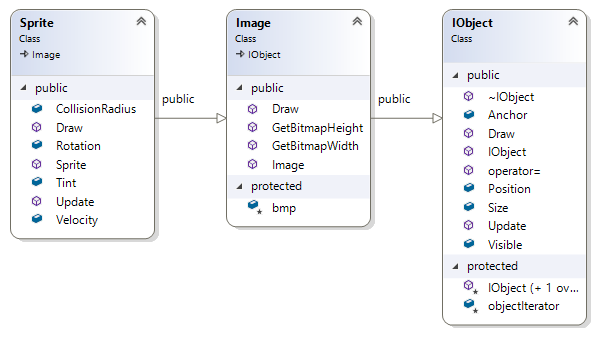 Sprite
Class
Image
public
CollisionRadius
Draw
Rotation
Sprite
Tint
Update
Velocity
public
Image
Class
IObject
public
Draw
GetBitmapHeight
GetBitmapWidth
Image
protected
bmp
public
IObject
Class
public
~IObject
Anchor
Draw
IObject
operator=
Position
Size
Update
Visible
protected
IObject (+ 1 ov...
objectIterator